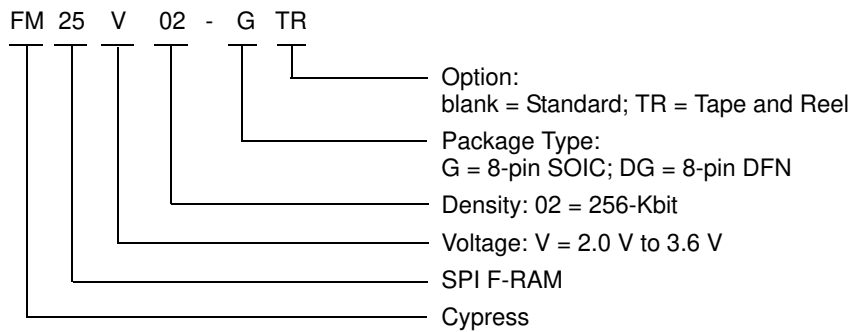 FM 25 V 02 - G TR
Option:
blank = Standard; TR = Tape and Reel
Package Type:
G = 8-pin SOIC; DG = 8-pin DFN
Density: 02 = 256-Kbit
Voltage: V = 2.0 V to 3.6 V
SPI F-RAM
Cypress